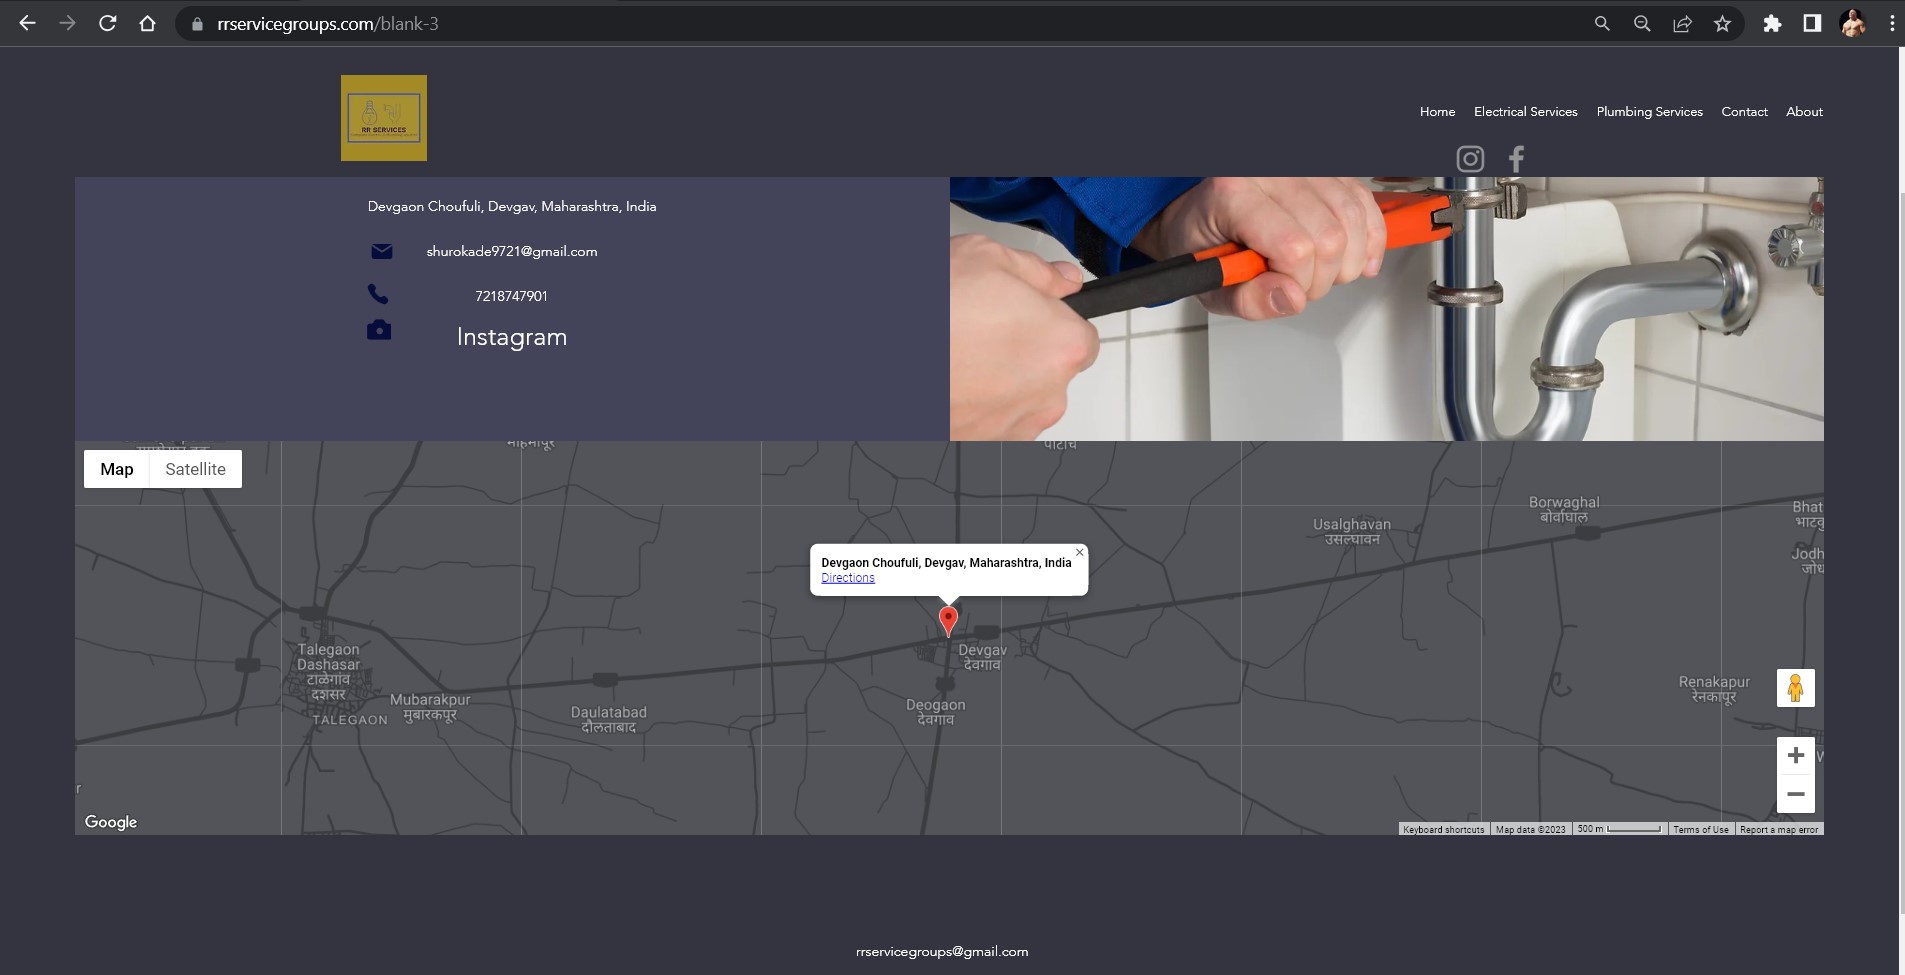 rrservicegroups.com/blank-3
RR SERVICES
Home Electrical Services Plumbing Services Contact About
Devgaon Choufuli, Devgav, Maharashtra, India
shurokade9721@gmail.com
7218747901
Instagram
Map Satellite
माहमापूर
Borwaghal
बोर्वाघाल
Bhat
Usalghavan
उसल्घावन
Jodh
Devgaon Choufuli, Devgav, Maharashtra, India
Directions
Talegaon
Dashasar
टाळेगांव
दशसर
TALEGAON
Devgav
देवगाव
Mubarakpur
मुबारकपूर
Daulatabad
दौलताबाद
Deogaon
देवगाव
Renakapur
रेनकापूर
Google
Keyboard shortcuts Map data ©2023 500 m Terms of Use Report a map error
rrservicegroups@gmail.com